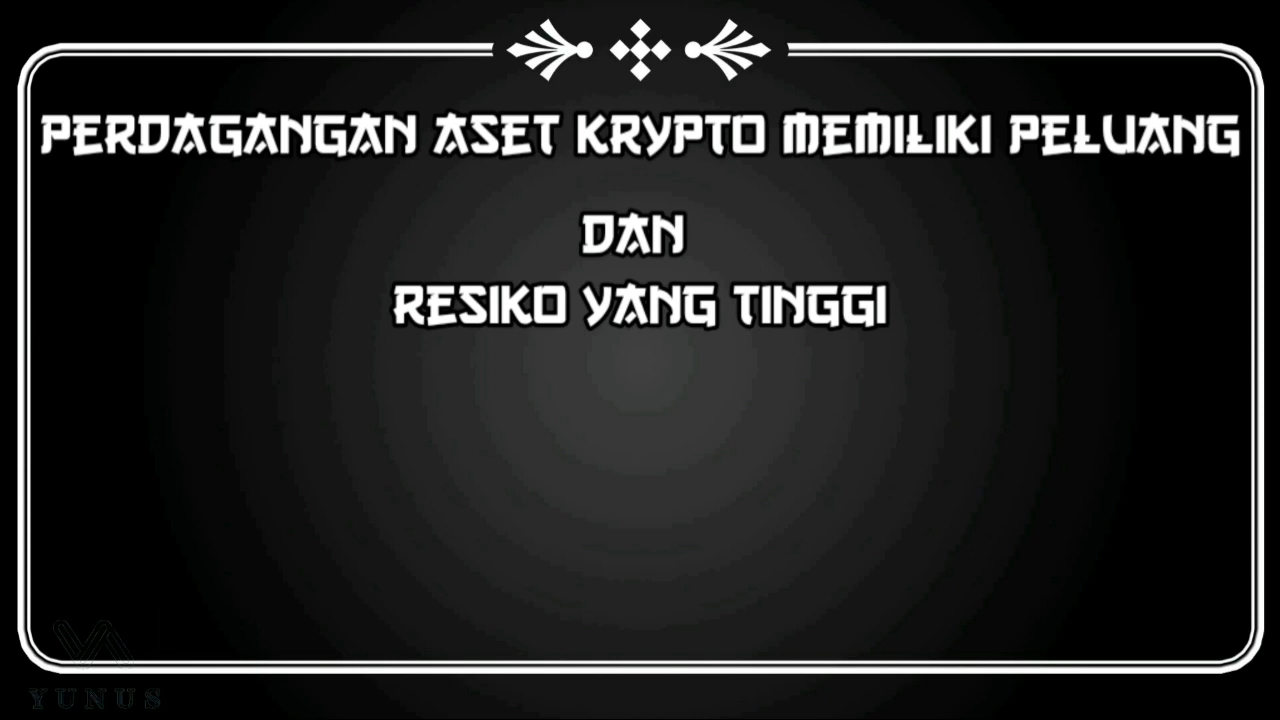 PERDAGANGAN ASET KRYPTO MEMILIKI PELUANG
DAN
RESIKO YANG TINGGI
YUNUS